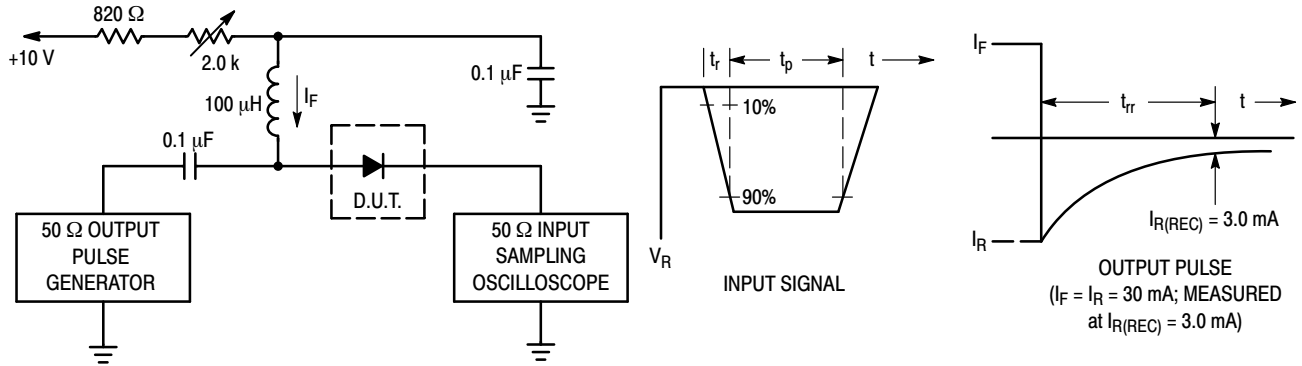 820 Ω
+10 V
2.0 k
100 μH
I_F
0.1 μF
0.1 μF
D.U.T.
50 Ω OUTPUT
PULSE
GENERATOR
50 Ω INPUT
SAMPLING
OSCILLOSCOPE
t_r
t_p
t
10%
90%
V_R
INPUT SIGNAL
I_F
t_rr
t
I_R
I_R(REC) = 3.0 mA
OUTPUT PULSE
(I_F = I_R = 30 mA; MEASURED
at I_R(REC) = 3.0 mA)